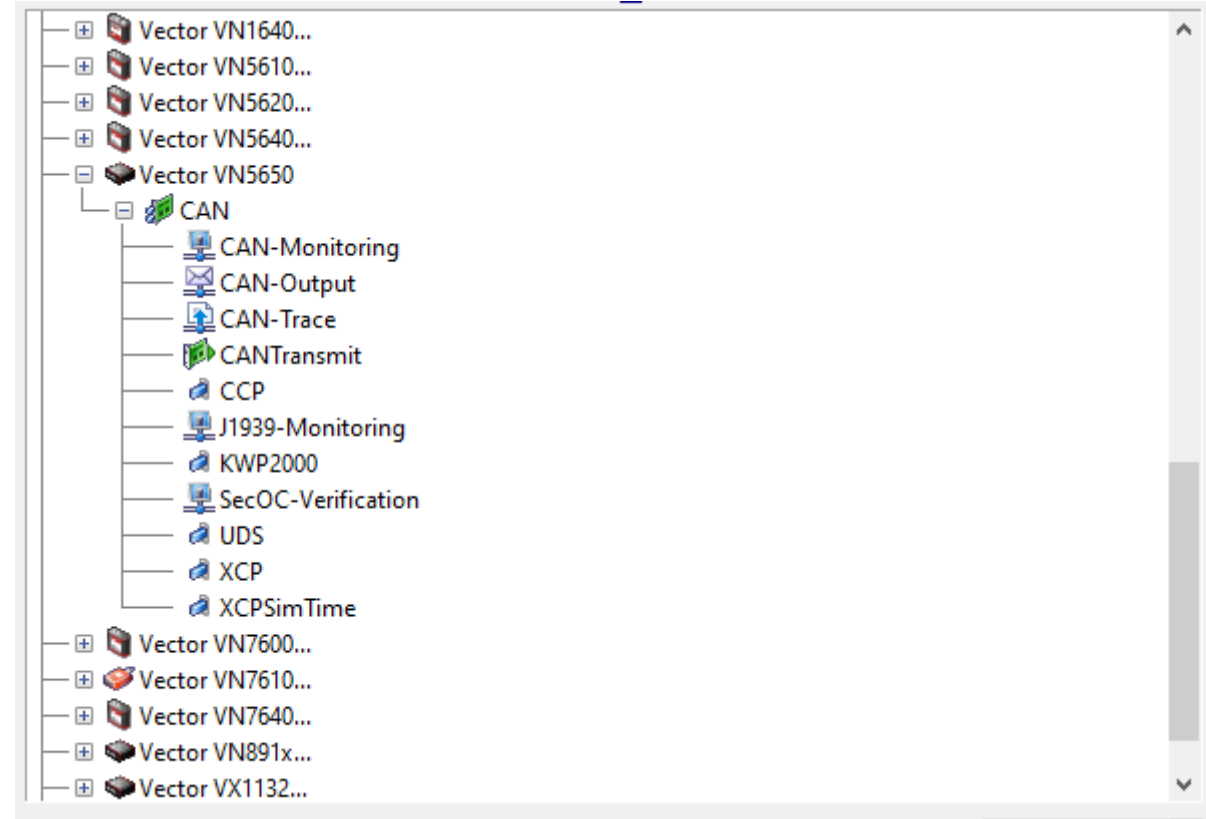 Vector VN1640...
Vector VN5610...
Vector VN5620...
Vector VN5640...
Vector VN5650
CAN
CAN-Monitoring
CAN-Output
CAN-Trace
CANTransmit
CCP
J1939-Monitoring
KWP2000
SecOC-Verification
UDS
XCP
XCPSimTime
Vector VN7600...
Vector VN7610...
Vector VN7640...
Vector VN891x...
Vector VX1132...